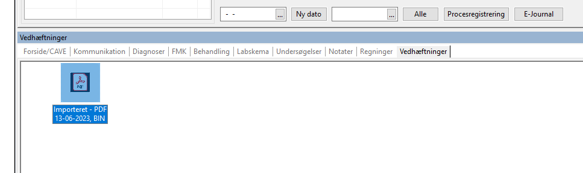 - -   ...   Ny dato   ...   Alle   Procesregistrering   E-Journal
Vedhæftninger
Forside/CAVE | Kommunikation | Diagnoser | FMK | Behandling | Labskema | Undersøgelser | Notater | Regninger | Vedhæftninger
Importeret - PDF
13-06-2023, BIN